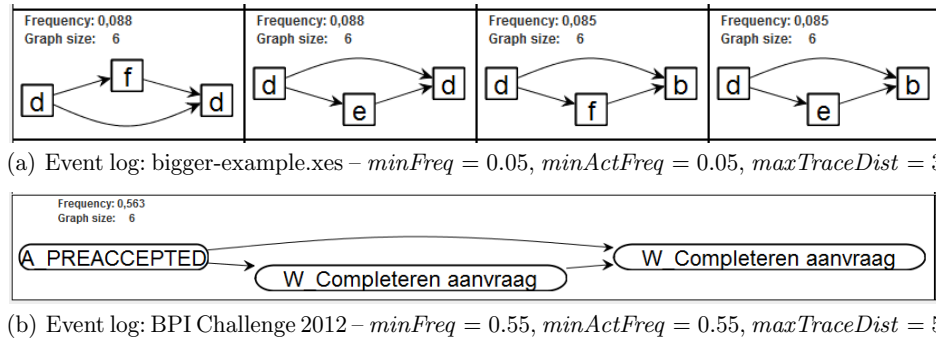 Frequency: 0,088
Graph size: 6
d f d
Frequency: 0,088
Graph size: 6
d e d
Frequency: 0,085
Graph size: 6
d f b
Frequency: 0,085
Graph size: 6
d e b
(a) Event log: bigger-example.xes – minFreq = 0.05, minActFreq = 0.05, maxTraceDist =
Frequency: 0,563
Graph size: 6
A_PREACCEPTED
W_Completeren aanvraag
W_Completeren aanvraag
(b) Event log: BPI Challenge 2012 – minFreq = 0.55, minActFreq = 0.55, maxTraceDist =